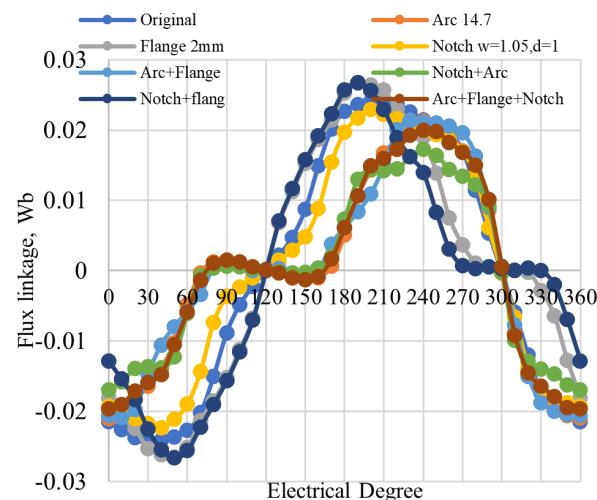 Original
Arc 14.7
Flange 2mm
Notch w=1.05,d=1
Arc+Flange
Notch+Arc
Notch+flang
Arc+Flange+Notch
0.03
0.02
0.01
0
-0.01
-0.02
-0.03
Flux linkage, Wb
0 30 60 90 120 150 180 210 240 270 300 330 360
Electrical Degree